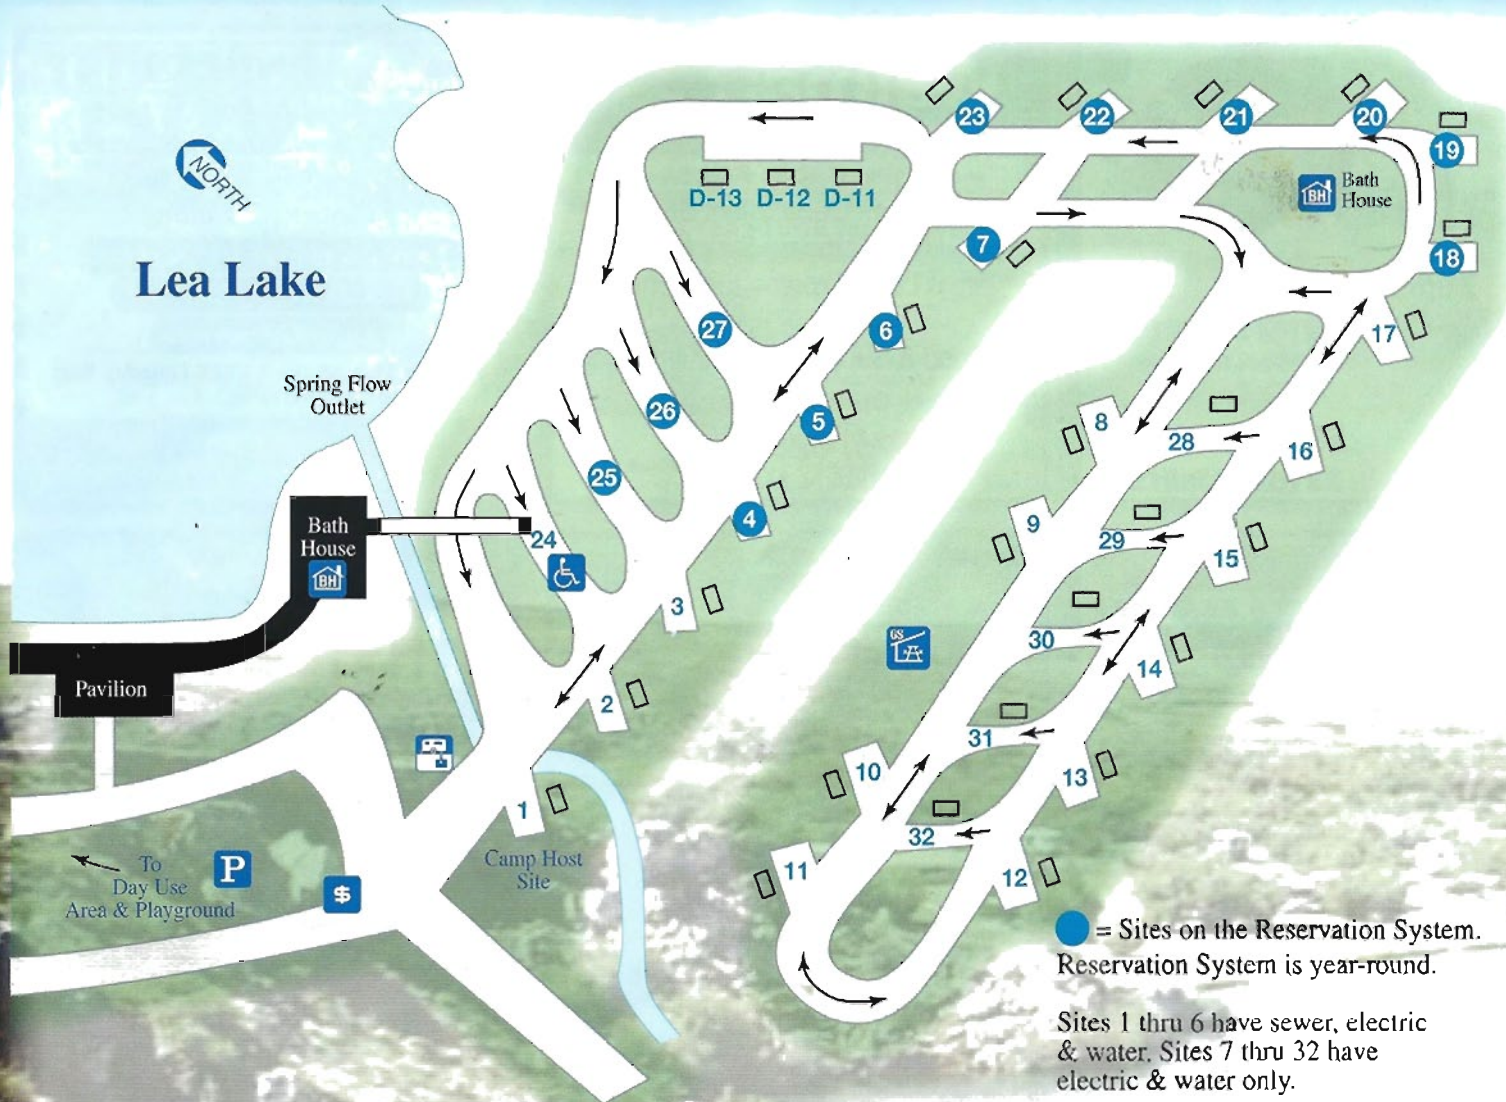 23
22
21
20
19
NORTH
D-13 D-12 D-11
BH
Bath
House
7
18
Lea Lake
27
6
17
Spring Flow
Outlet
26
5
8
28
16
25
4
9
29
15
Bath
House
BH
24
3
30
14
GS
Pavilion
2
31
13
10
1
32
12
11
Camp Host
Site
To
Day Use
Area & Playground
P
$
= Sites on the Reservation System.
Reservation System is year-round.
Sites 1 thru 6 have sewer, electric
& water. Sites 7 thru 32 have
electric & water only.